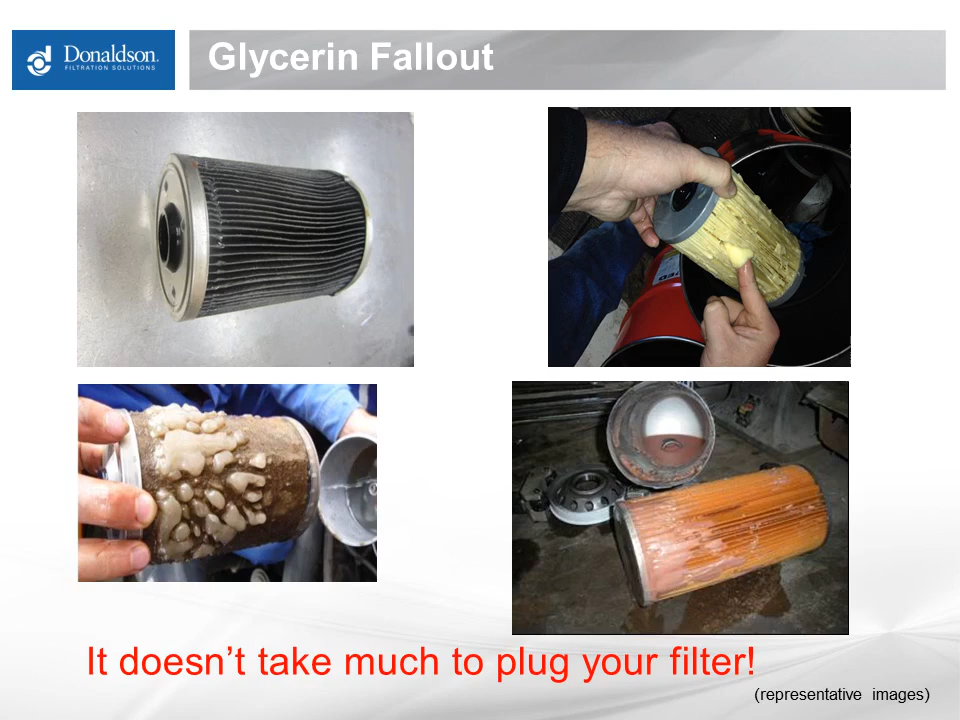 Donaldson.
FILTRATION SOLUTIONS
Glycerin Fallout
It doesn’t take much to plug your filter!
(representative images)